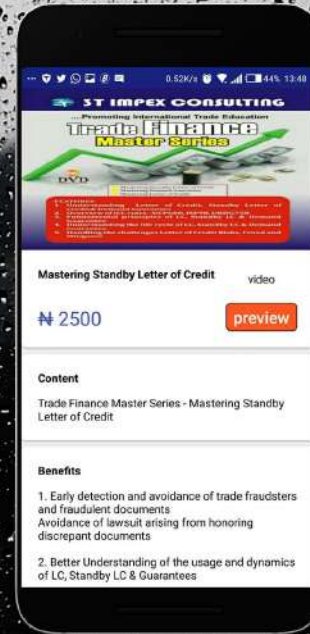 0.52K/s 44% 13:48
3T IMPEX CONSULTING
....Promoting International Trade Education
Trade Finance
Master Series
DVD
Mastering Standby Letter of Credit
video
₦ 2500
preview
Content
Trade Finance Master Series - Mastering Standby
Letter of Credit
Benefits
1. Early detection and avoidance of trade fraudsters
and fraudulent documents
Avoidance of lawsuit arising from honoring
discrepant documents
2. Better Understanding of the usage and dynamics
of LC, Standby LC & Guarantees